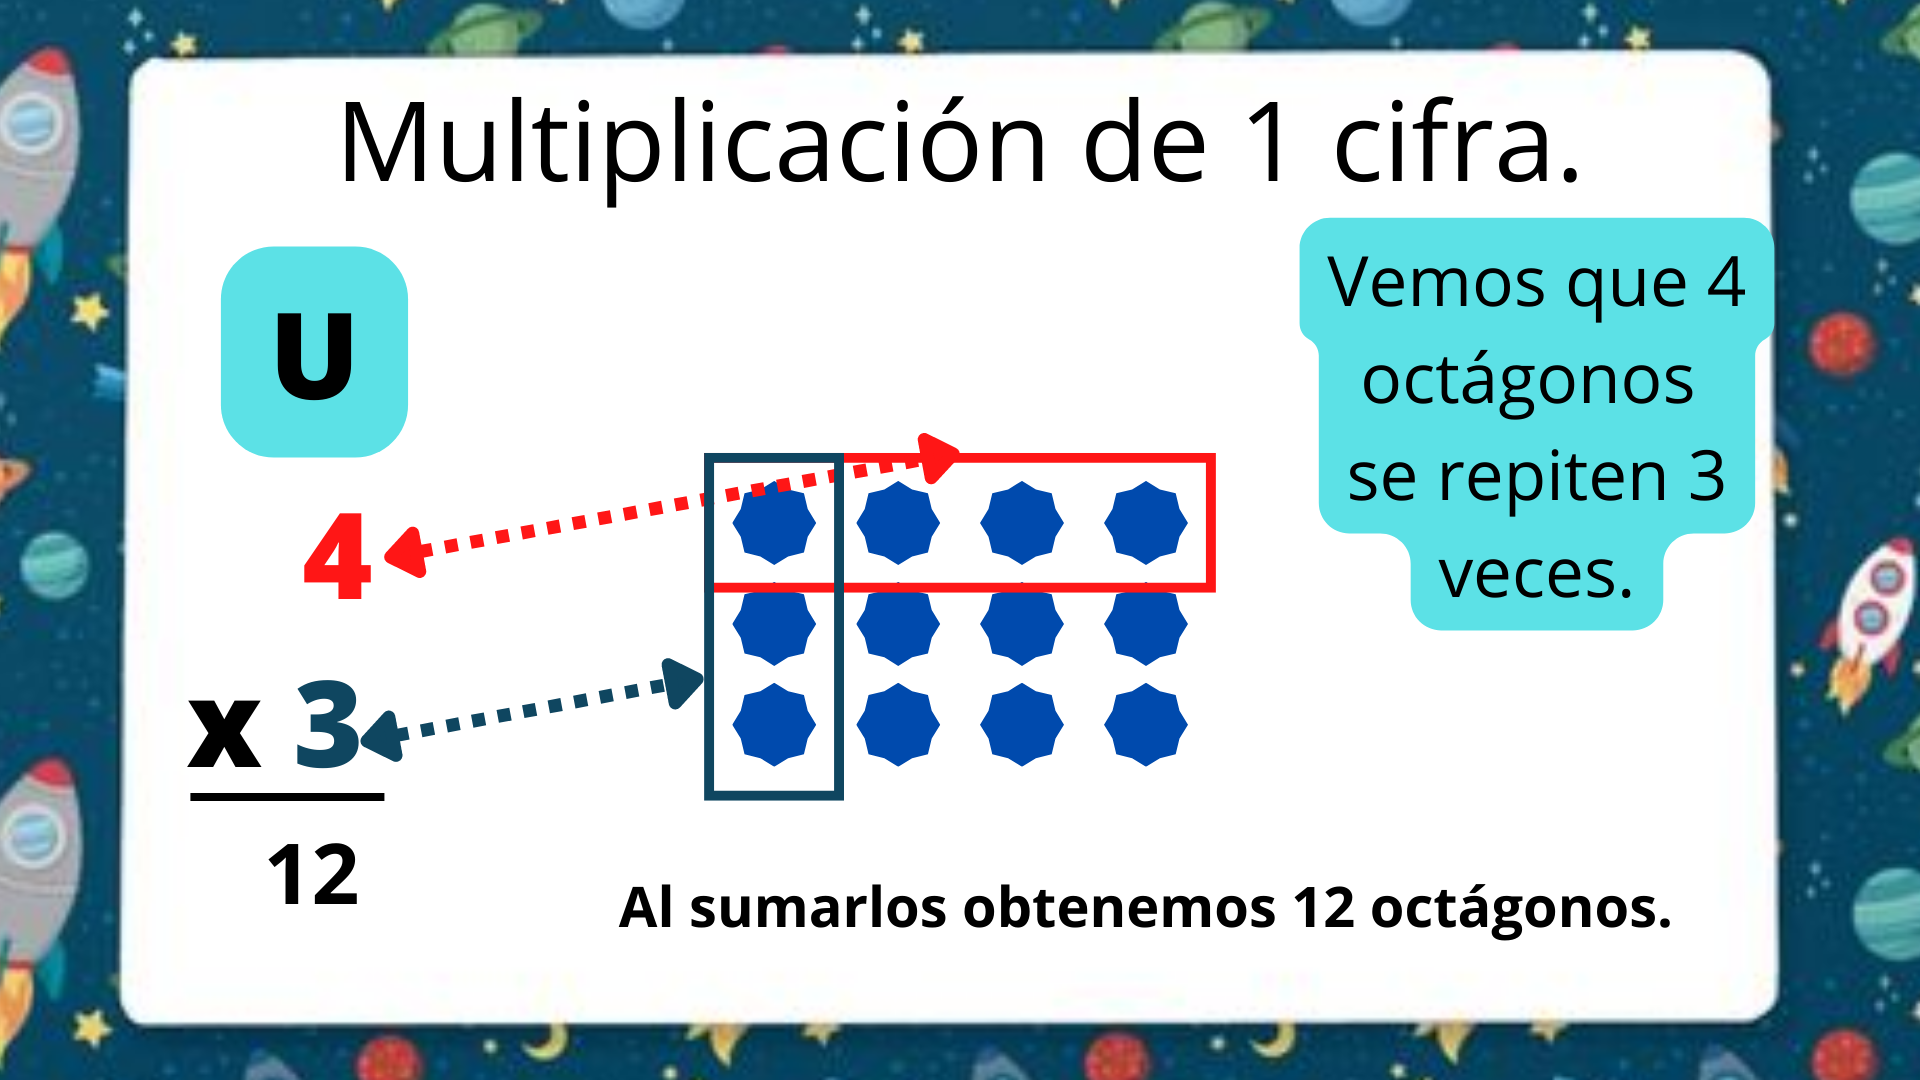 Multiplicación de 1 cifra.
U
Vemos que 4
octágonos
se repiten 3
veces.
4
x 3
12
Al sumarlos obtenemos 12 octágonos.